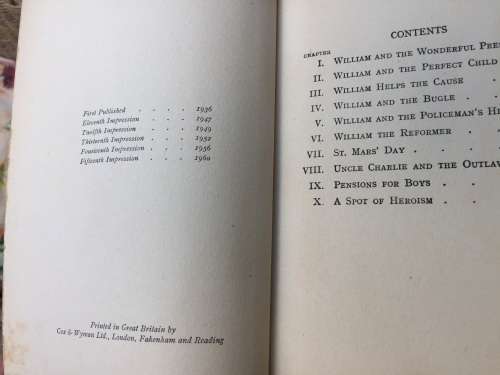 First Published . . . . 1936
Eleventh Impression . . . 1947
Twelfth Impression . . . 1949
Thirteenth Impression . . . 1952
Fourteenth Impression . . . 1956
Fifteenth Impression . . . 1960
Printed in Great Britain by
Cox & Wyman Ltd., London, Fakenham and Reading
CONTENTS
CHAPTER
I. WILLIAM AND THE WONDERFUL
II. WILLIAM AND THE PERFECT CHILD
III. WILLIAM HELPS THE CAUSE
IV. WILLIAM AND THE BUGLE
V. WILLIAM AND THE POLICEMAN'S
VI. WILLIAM THE REFORMER
VII. ST. MARS' DAY
VIII. UNCLE CHARLIE AND THE OUTLAW
IX. PENSIONS FOR BOYS
X. A SPOT OF HEROISM